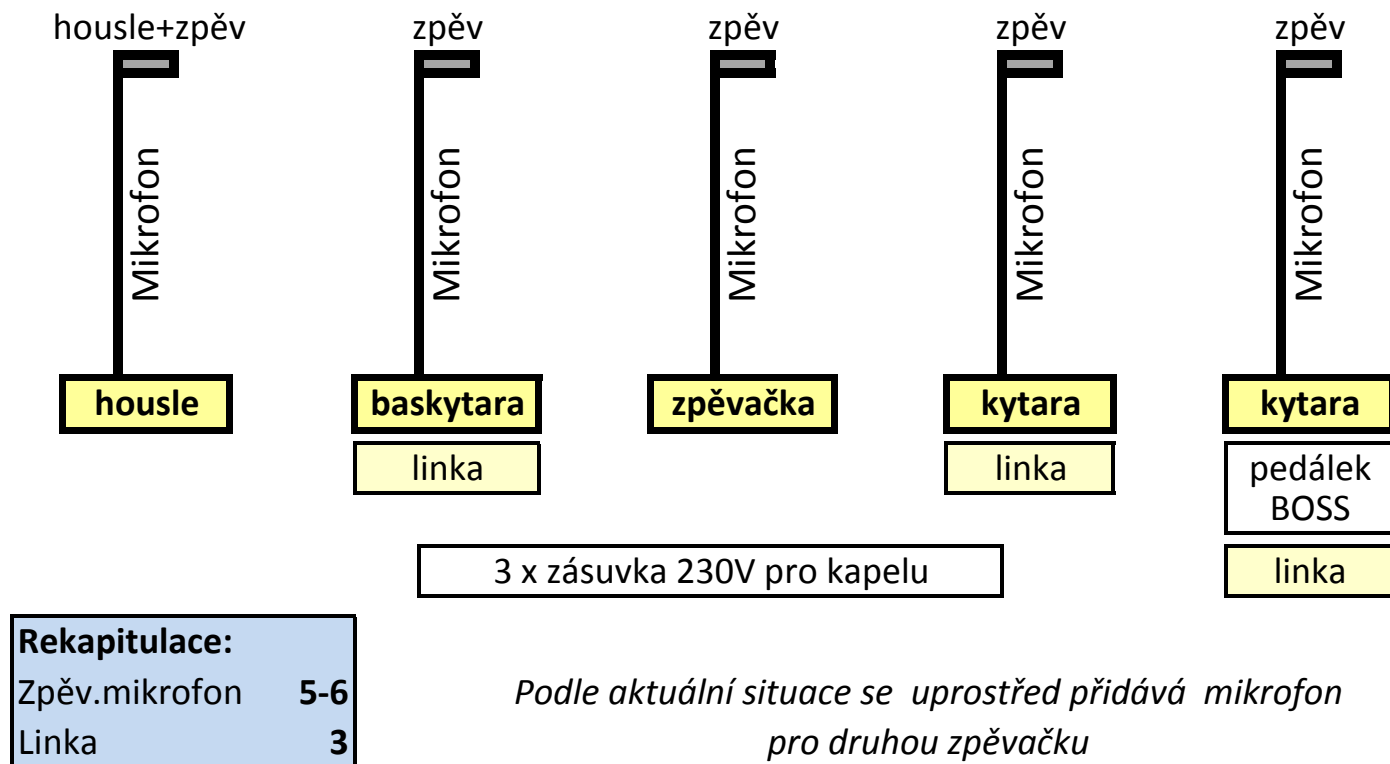 housle+zpěv zpěv zpěv zpěv zpěv
Mikrofon Mikrofon Mikrofon Mikrofon Mikrofon
housle baskytara zpěvačka kytara kytara
linka linka pedálek
BOSS
3 x zásuvka 230V pro kapelu linka
Rekapitulace:
Zpěv.mikrofon 5-6 Podle aktuální situace se uprostřed přidává mikrofon
Linka 3 pro druhou zpěvačku